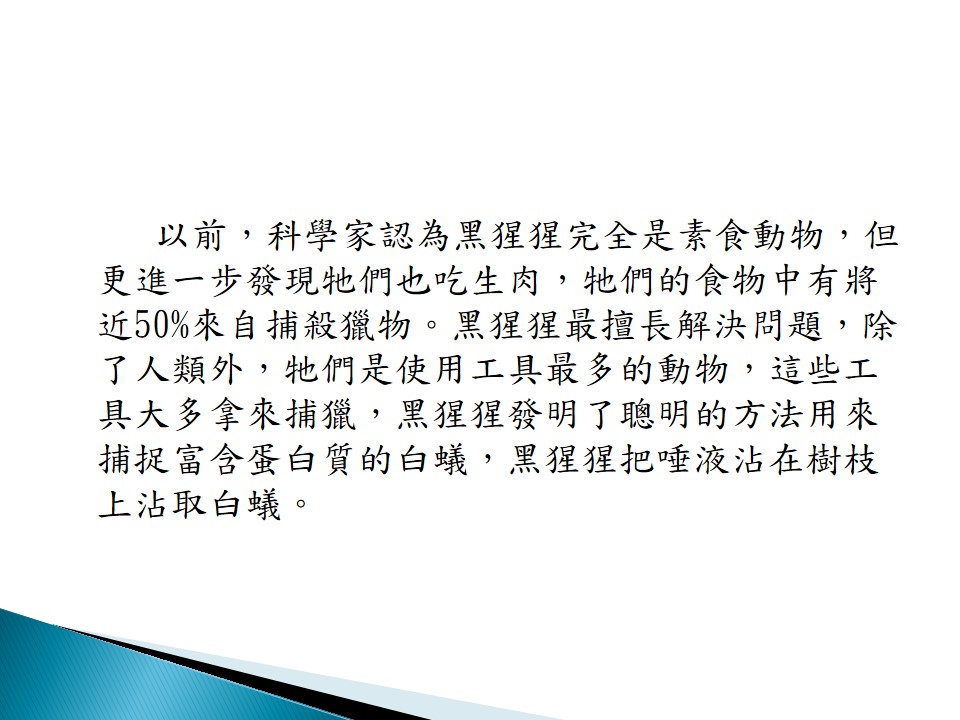 以前，科學家認為黑猩猩完全是素食動物，但
更進一步發現牠們也吃生肉，牠們的食物中有將
近50%來自捕殺獵物。黑猩猩最擅長解決問題，除
了人類外，牠們是使用工具最多的動物，這些工
具大多拿來捕獵，黑猩猩發明了聰明的方法用來
捕捉富含蛋白質的白蟻，黑猩猩把唾液沾在樹枝
上沾取白蟻。